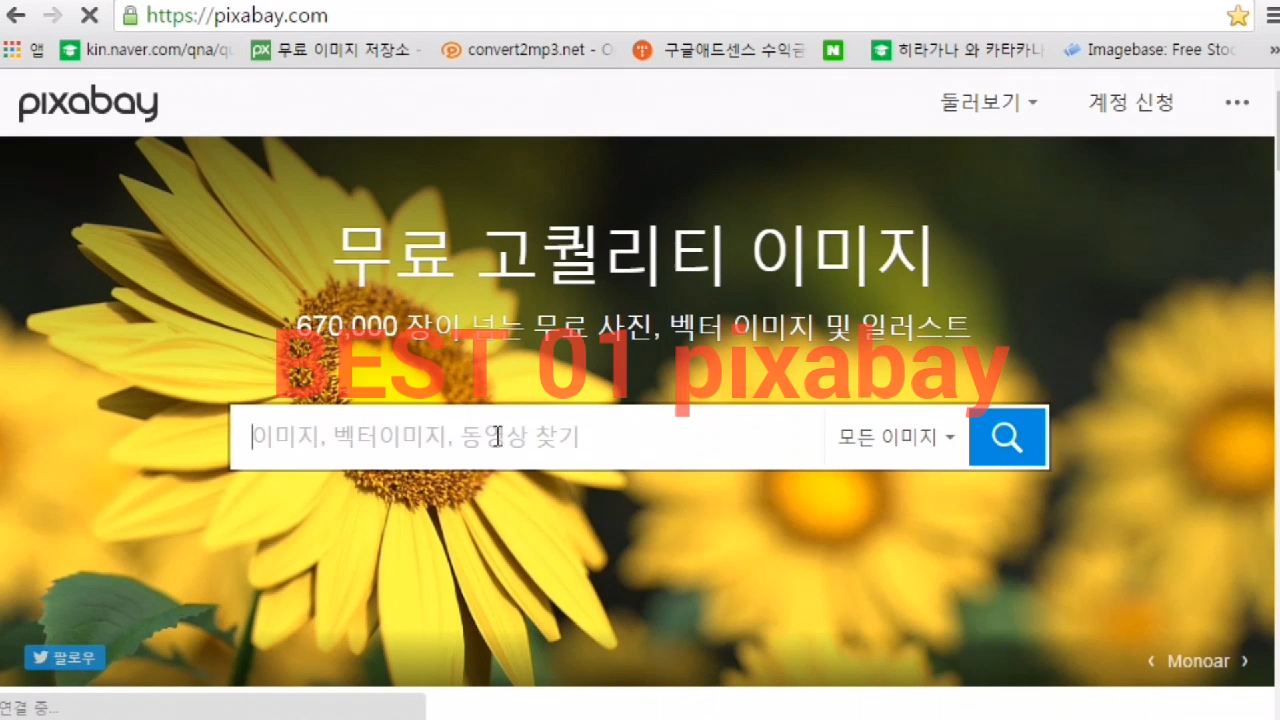 https://pixabay.com
앱 kin.naver.com/qna/qu 무료 이미지 저장소 - convert2mp3.net - O 구글애드센스 수익금 N 히라가나 와 카타카나 Imagebase: Free Stoc »
pixabay 둘러보기 계정 신청
무료 고퀄리티 이미지
670,000 장이 넘는 무료 사진, 벡터 이미지 및 일러스트
BEST 01 pixabay
이미지, 벡터이미지, 동영상 찾기 모든 이미지
팔로우 ‹ Monoar ›
연결 중...